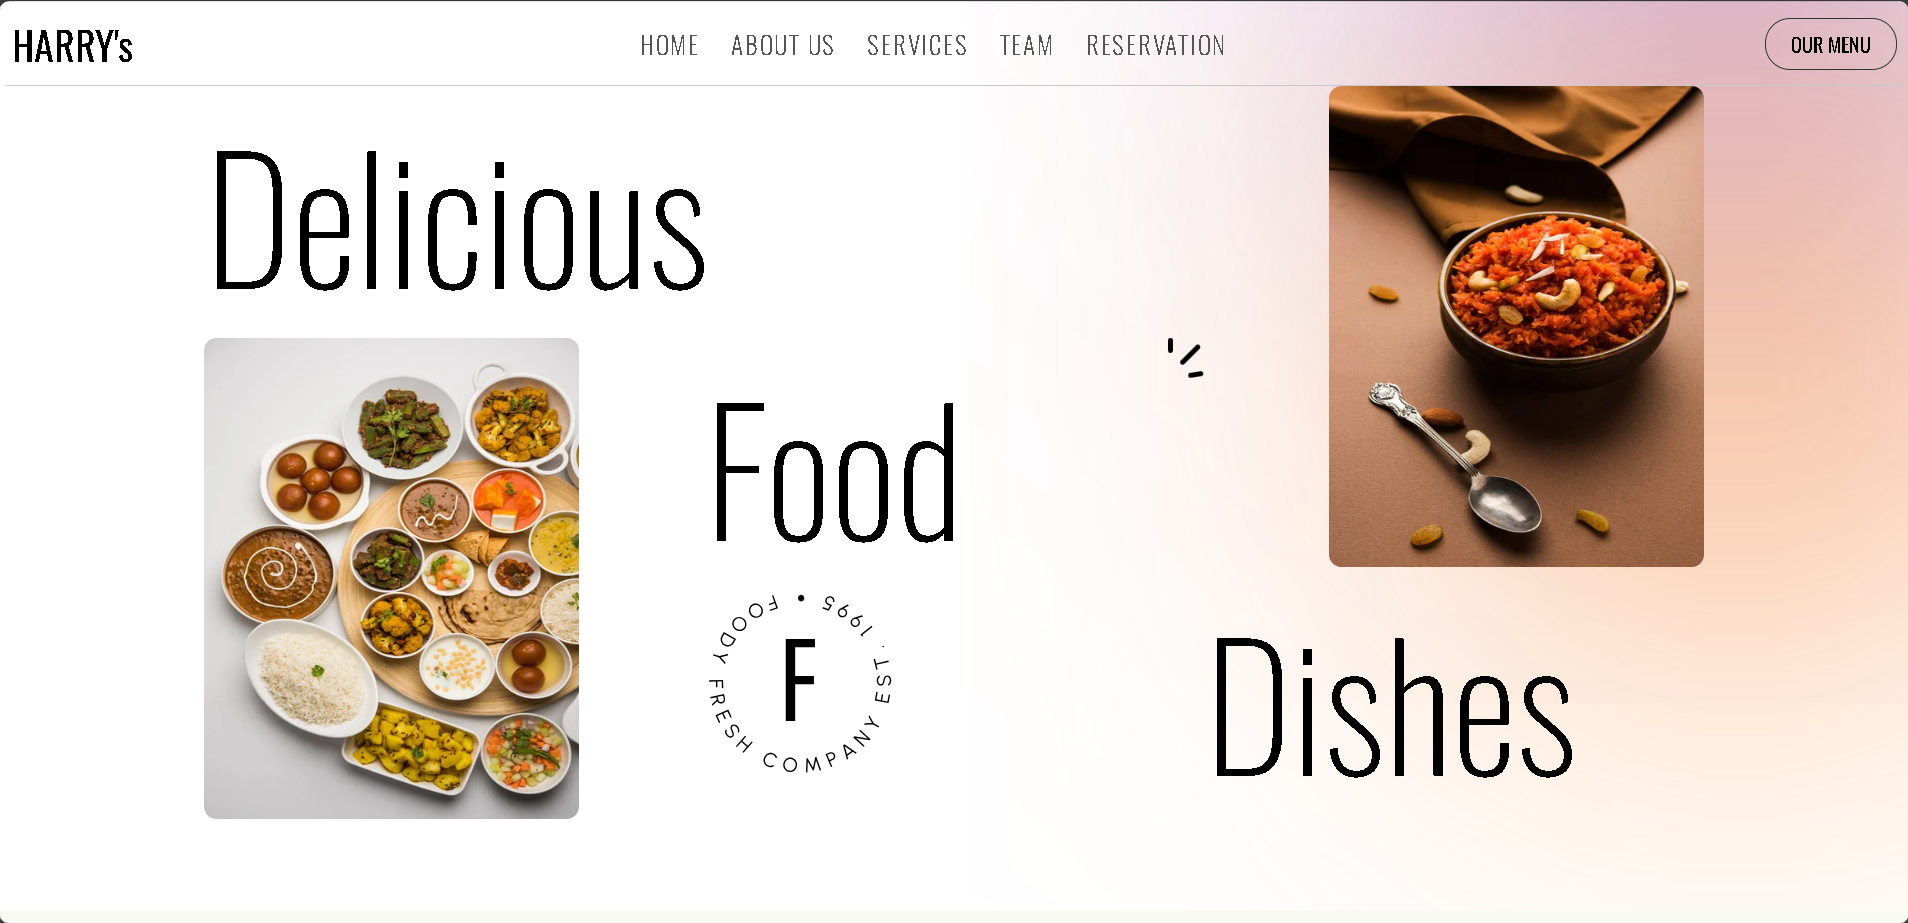 HARRY's
HOME ABOUT US SERVICES TEAM RESERVATION
OUR MENU
Delicious
Food
FOODY FRESH COMPANY EST . 1995 •
F
Dishes